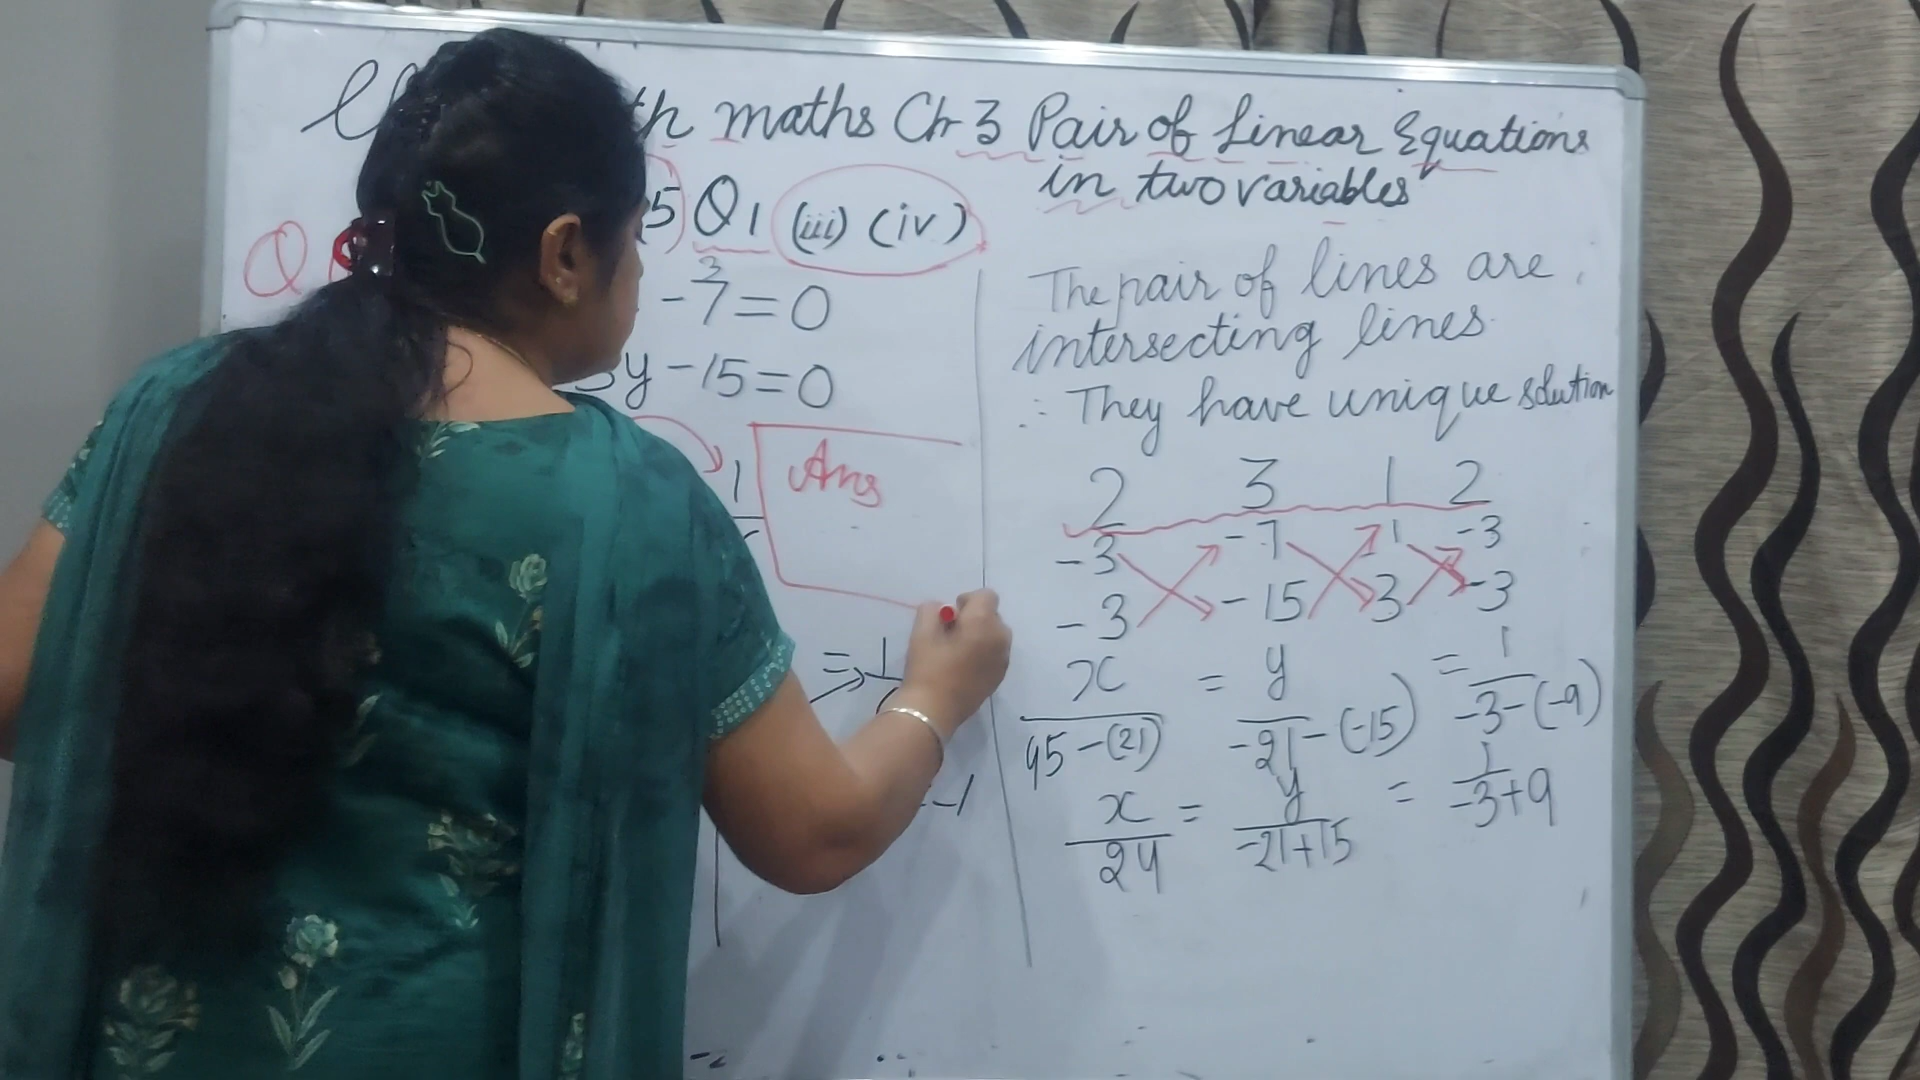 maths Ch 3 Pair of Linear Equations
in two variables
5 Q1 (iii) (iv)
Q
3
-7=0
3y-15=0
1
Ans
= 1
=-1
The pair of lines are
intersecting lines.
∴ They have unique solution
2 3 1 2
-3 -7 1 -3
-3 -15 3 -3
x = y = 1
45-(21) -21-(-15) -3-(-9)
x = y = 1
24 -21+15 -3+9